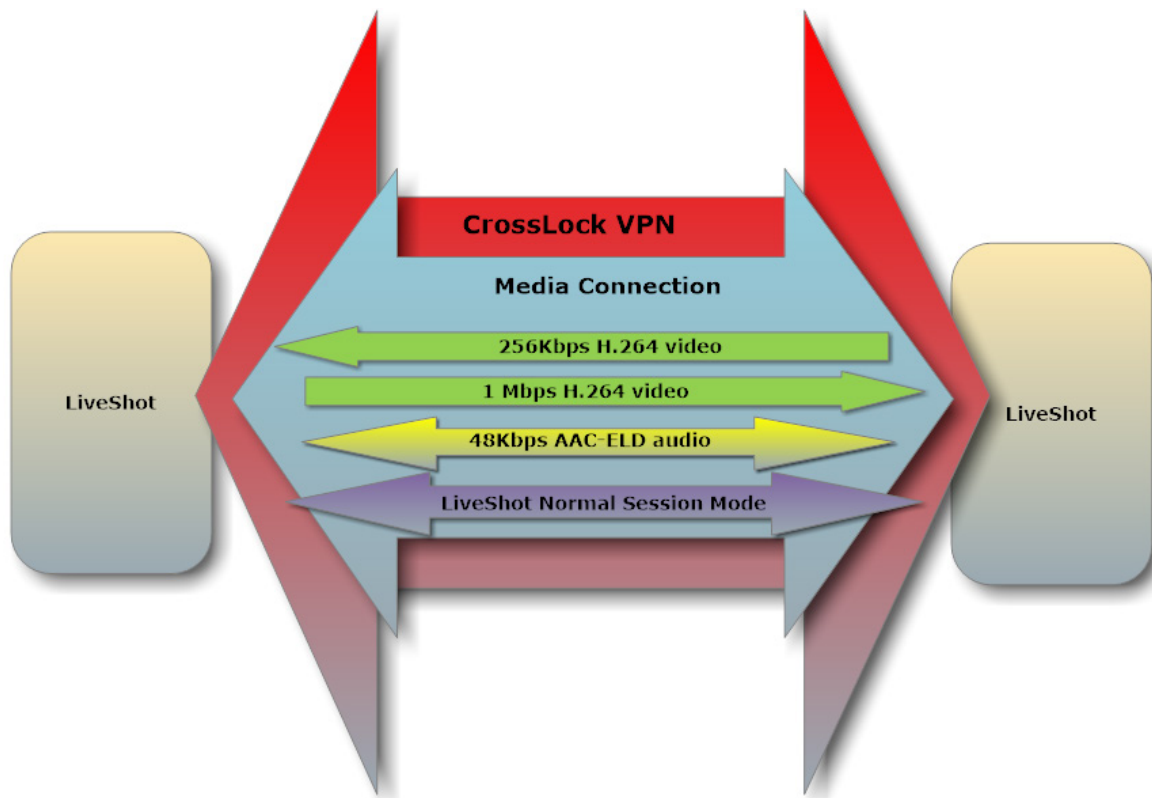 CrossLock VPN
Media Connection
256Kbps H.264 video
1 Mbps H.264 video
LiveShot
LiveShot
48Kbps AAC-ELD audio
LiveShot Normal Session Mode